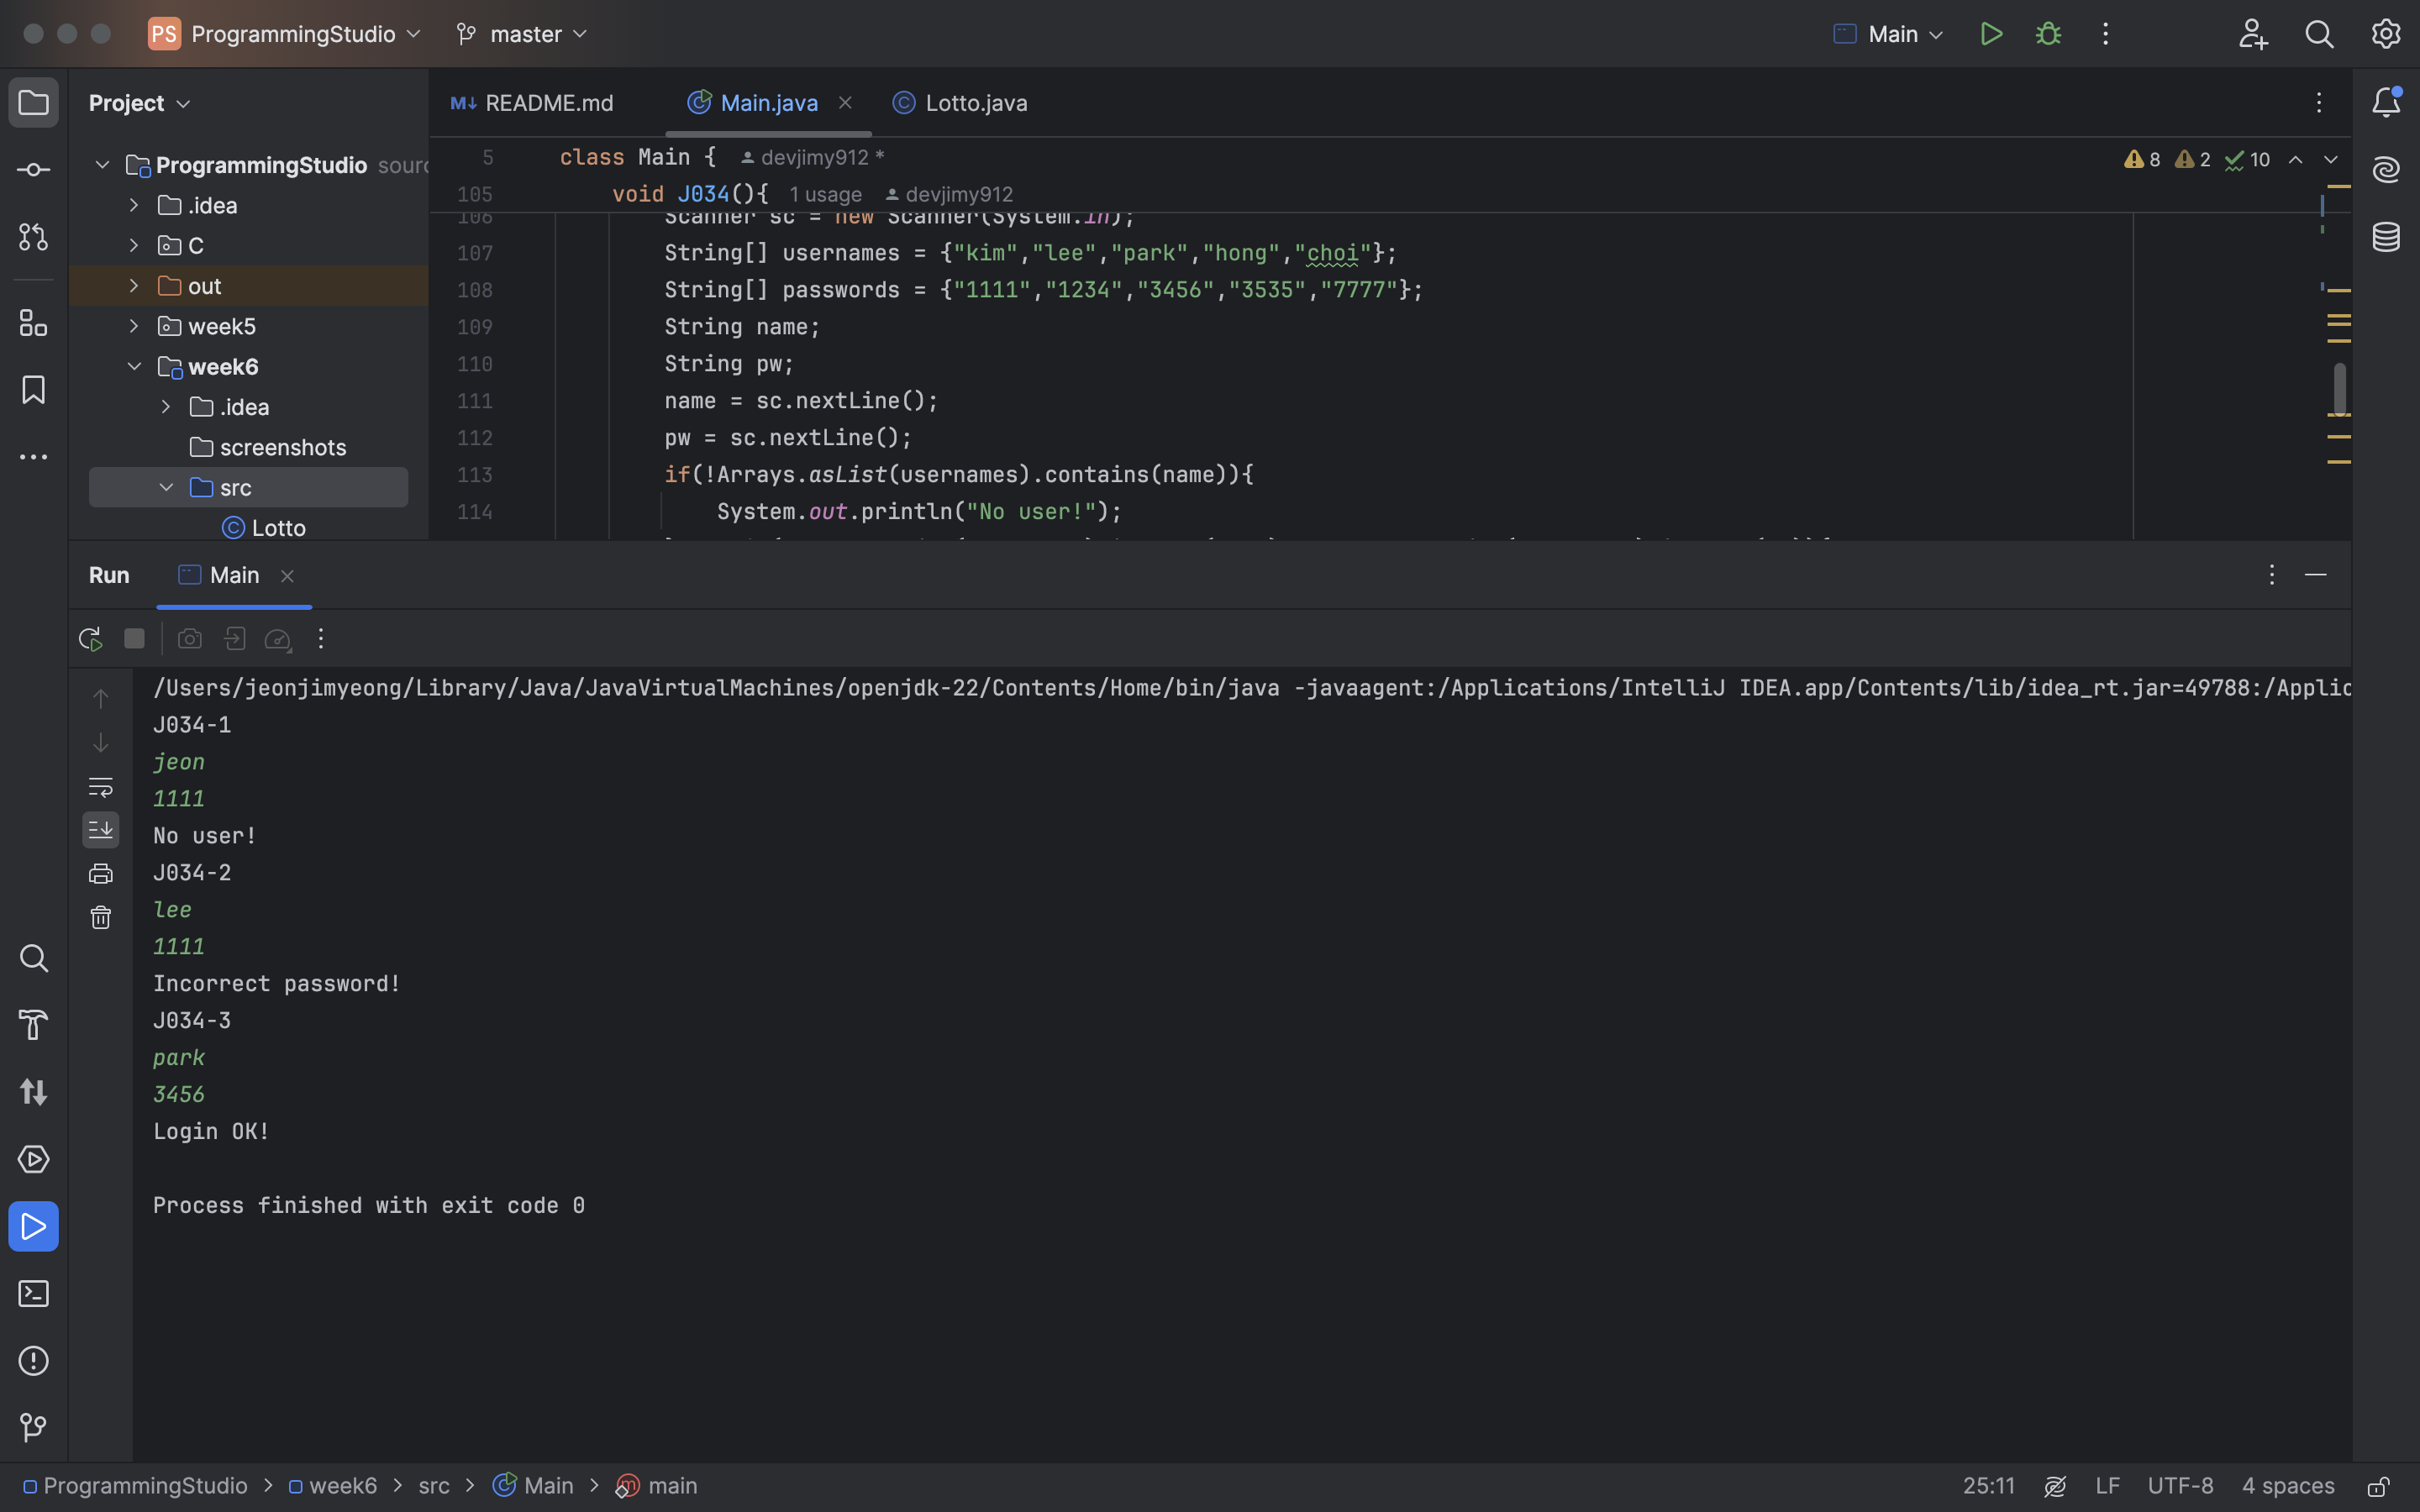 PS ProgrammingStudio master Main
Project
README.md Main.java Lotto.java
ProgrammingStudio
.idea
C
out
week5
week6
.idea
screenshots
src
Lotto
5 class Main { devjimy912 *
8 2 10
105 void J034(){ 1 usage devjimy912
106 Scanner sc = new Scanner(System.in);
107 String[] usernames = {"kim","lee","park","hong","choi"};
108 String[] passwords = {"1111","1234","3456","3535","7777"};
109 String name;
110 String pw;
111 name = sc.nextLine();
112 pw = sc.nextLine();
113 if(!Arrays.asList(usernames).contains(name)){
114 System.out.println("No user!");
Run Main
/Users/jeonjimyeong/Library/Java/JavaVirtualMachines/openjdk-22/Contents/Home/bin/java -javaagent:/Applications/IntelliJ IDEA.app/Contents/lib/idea_rt.jar=49788:/Applic
J034-1
jeon
1111
No user!
J034-2
lee
1111
Incorrect password!
J034-3
park
3456
Login OK!
Process finished with exit code 0
ProgrammingStudio > week6 > src > Main > main
25:11 LF UTF-8 4 spaces